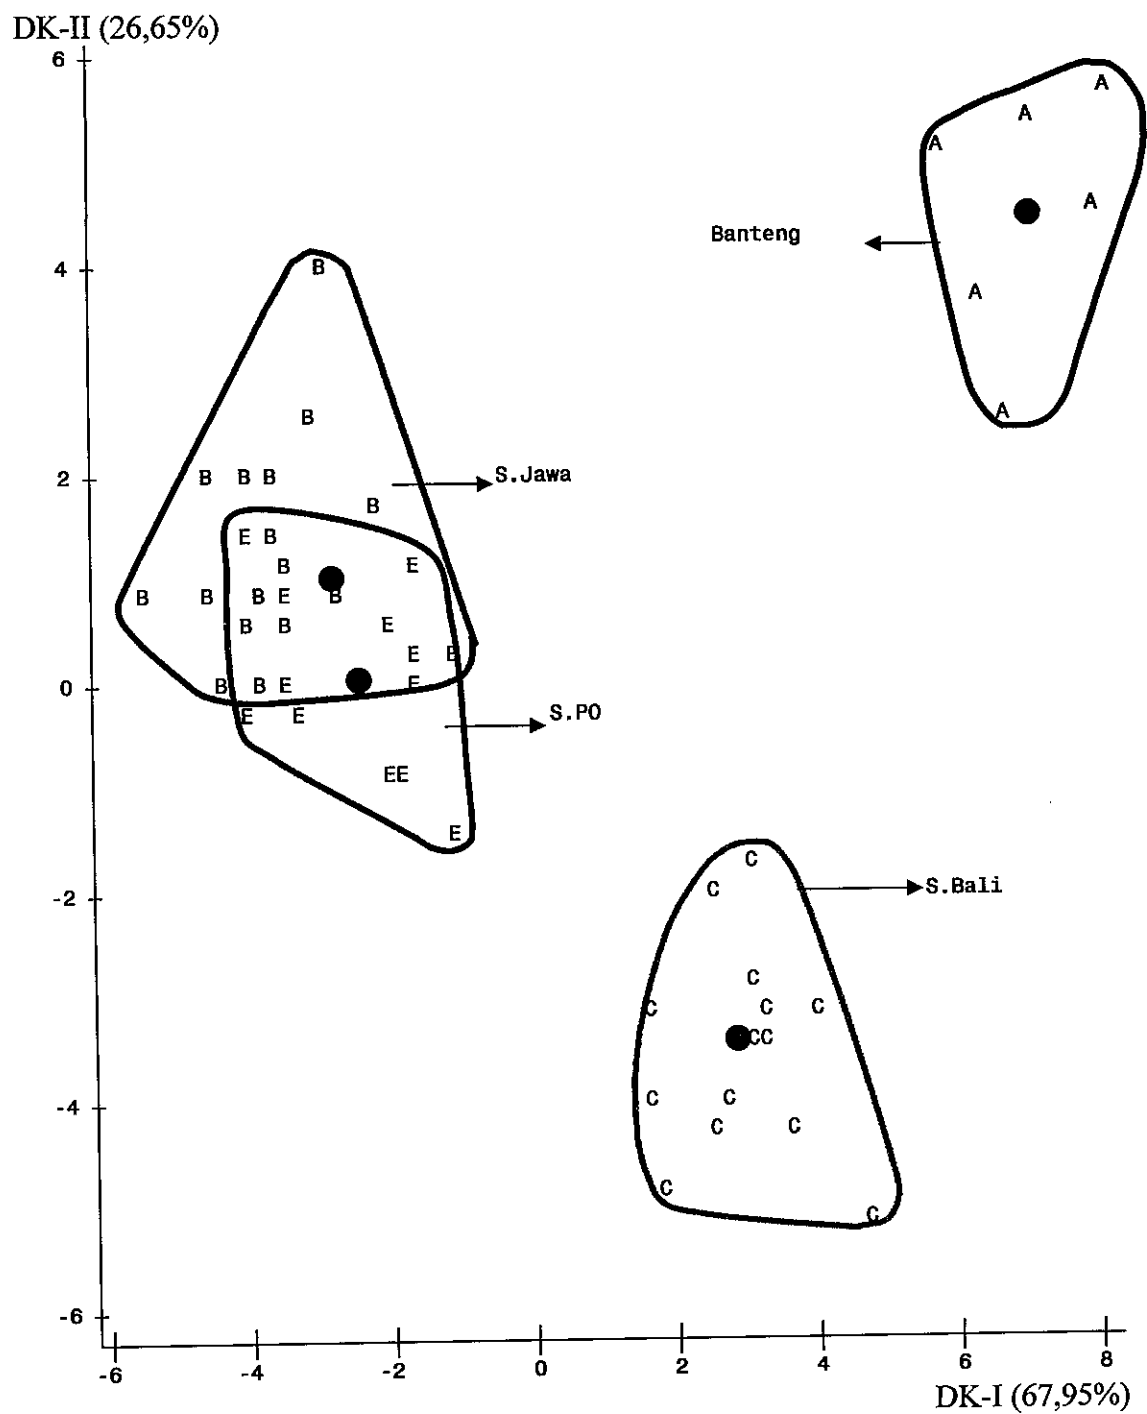 DK-II (26,65%)
6
A
A
A
A
Banteng
4
B
A
A
B
2
B B B
S.Jawa
B
E B
B
E
B B B E B
B B
E
E B
0
B B E
E
E E
S.PO
EE
E
C
-2
C
S.Bali
C
C
C C
CC
C C
-4
C C
C
C
-6
-6 -4 -2 0 2 4 6 8
DK-I (67,95%)